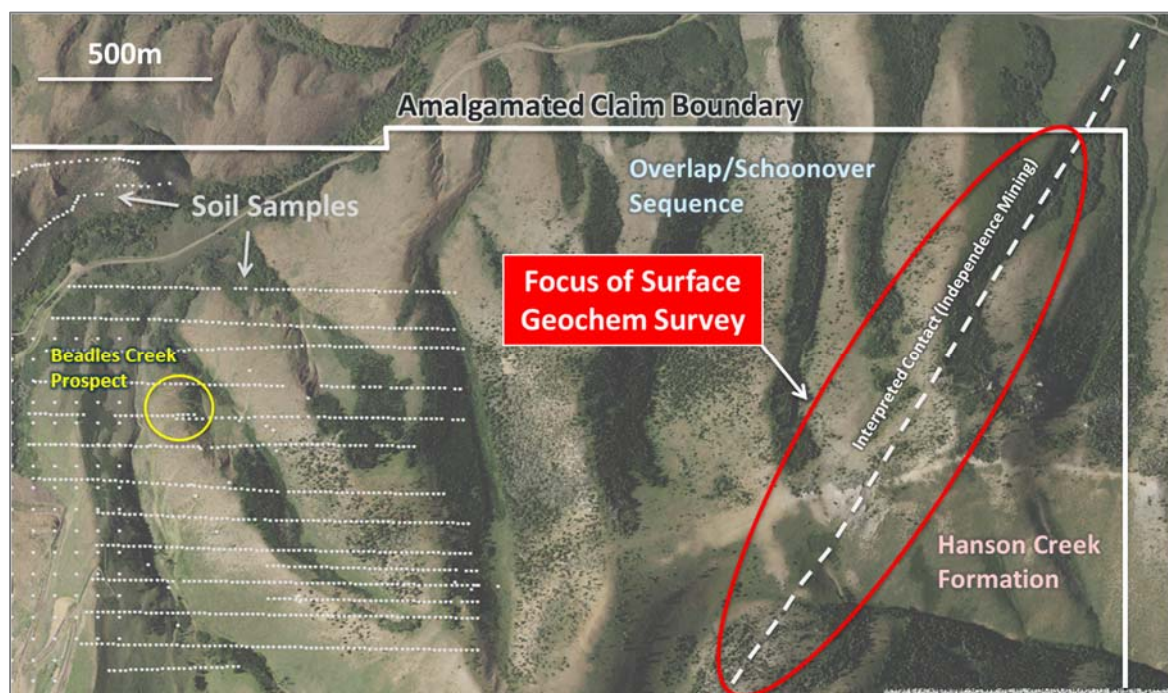 500m
Amalgamated Claim Boundary
Overlap/Schoonover
Sequence
Soil Samples
Focus of Surface
Geochem Survey
Interpreted Contact (Independence Mining)
Beadles Creek
Prospect
Hanson Creek
Formation